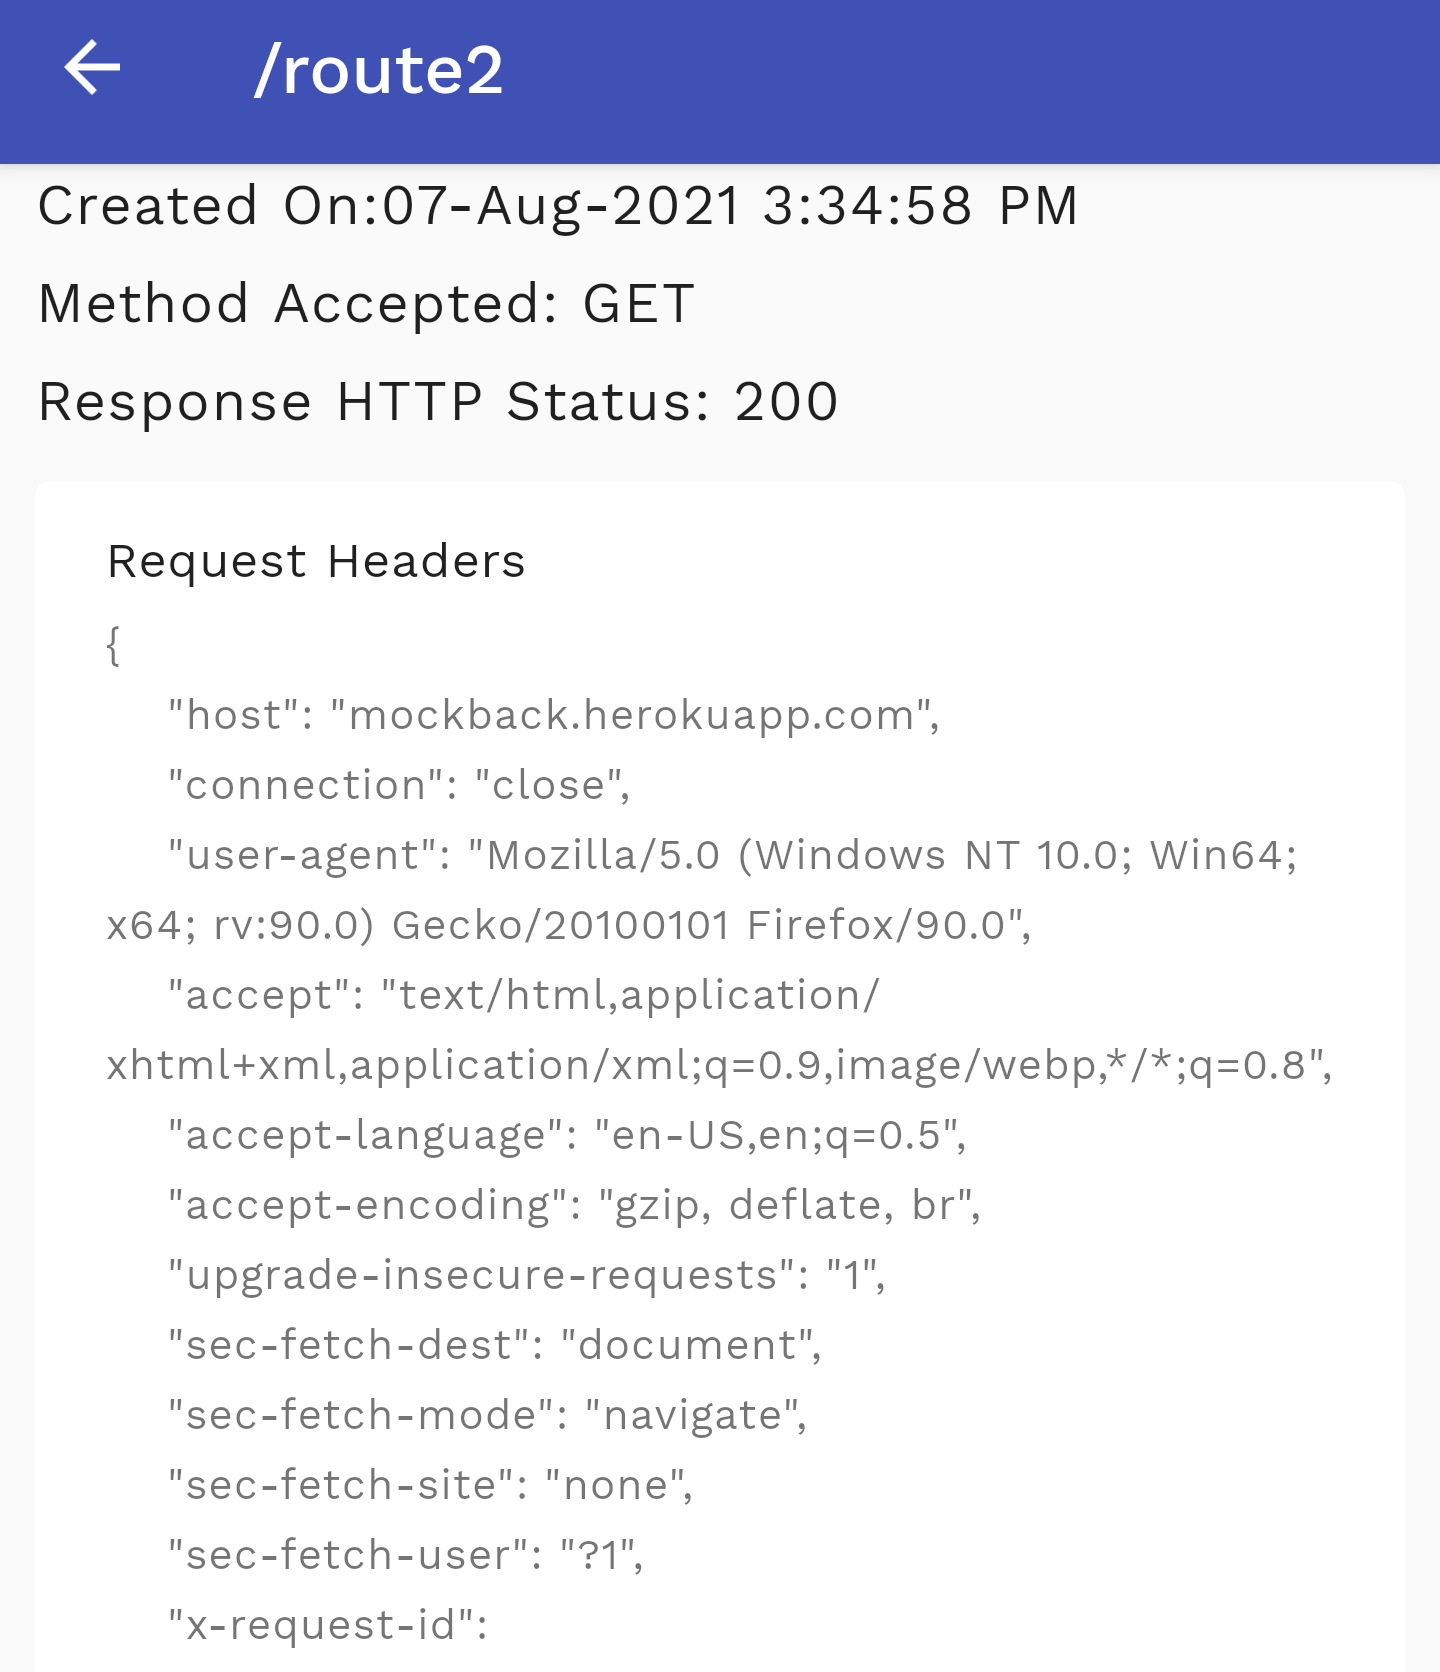 /route2
Created On:07-Aug-2021 3:34:58 PM
Method Accepted: GET
Response HTTP Status: 200
Request Headers
{
"host": "mockback.herokuapp.com",
"connection": "close",
"user-agent": "Mozilla/5.0 (Windows NT 10.0; Win64;
x64; rv:90.0) Gecko/20100101 Firefox/90.0",
"accept": "text/html,application/
xhtml+xml,application/xml;q=0.9,image/webp,*/*;q=0.8",
"accept-language": "en-US,en;q=0.5",
"accept-encoding": "gzip, deflate, br",
"upgrade-insecure-requests": "1",
"sec-fetch-dest": "document",
"sec-fetch-mode": "navigate",
"sec-fetch-site": "none",
"sec-fetch-user": "?1",
"x-request-id":